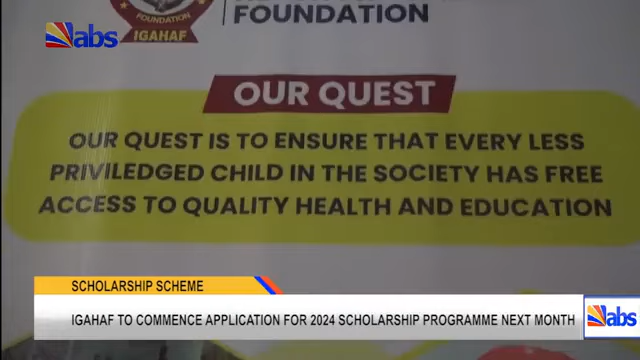 abs
FOUNDATION
FOUNDATION
IGAHAF
OUR QUEST
OUR QUEST IS TO ENSURE THAT EVERY LESS
PRIVILEDGED CHILD IN THE SOCIETY HAS FREE
ACCESS TO QUALITY HEALTH AND EDUCATION
SCHOLARSHIP SCHEME
IGAHAF TO COMMENCE APPLICATION FOR 2024 SCHOLARSHIP PROGRAMME NEXT MONTH
abs